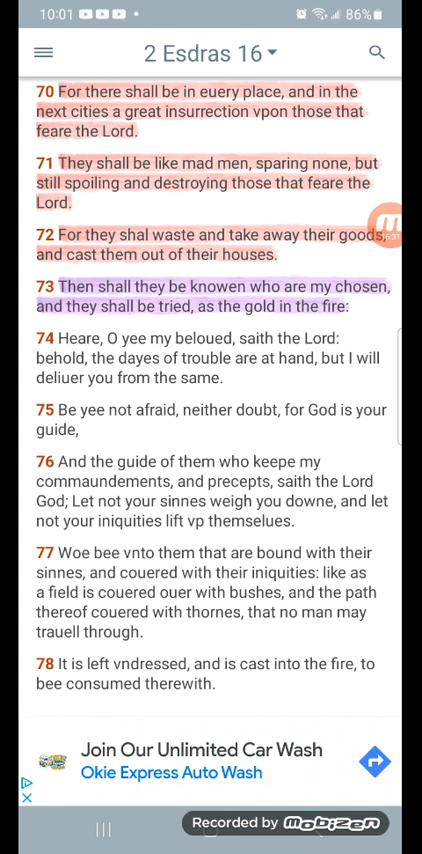 10:01
86%
2 Esdras 16
70 For there shall be in euery place, and in the
next cities a great insurrection vpon those that
feare the Lord.
71 They shall be like mad men, sparing none, but
still spoiling and destroying those that feare the
Lord.
72 For they shal waste and take away their goods,
and cast them out of their houses.
73 Then shall they be knowen who are my chosen,
and they shall be tried, as the gold in the fire:
74 Heare, O yee my beloued, saith the Lord:
behold, the dayes of trouble are at hand, but I will
deliuer you from the same.
75 Be yee not afraid, neither doubt, for God is your
guide,
76 And the guide of them who keepe my
commaundements, and precepts, saith the Lord
God; Let not your sinnes weigh you downe, and let
not your iniquities lift vp themselues.
77 Woe bee vnto them that are bound with their
sinnes, and couered with their iniquities: like as
a field is couered ouer with bushes, and the path
thereof couered with thornes, that no man may
trauell through.
78 It is left vndressed, and is cast into the fire, to
bee consumed therewith.
Join Our Unlimited Car Wash
Okie Express Auto Wash
Recorded by mobizen